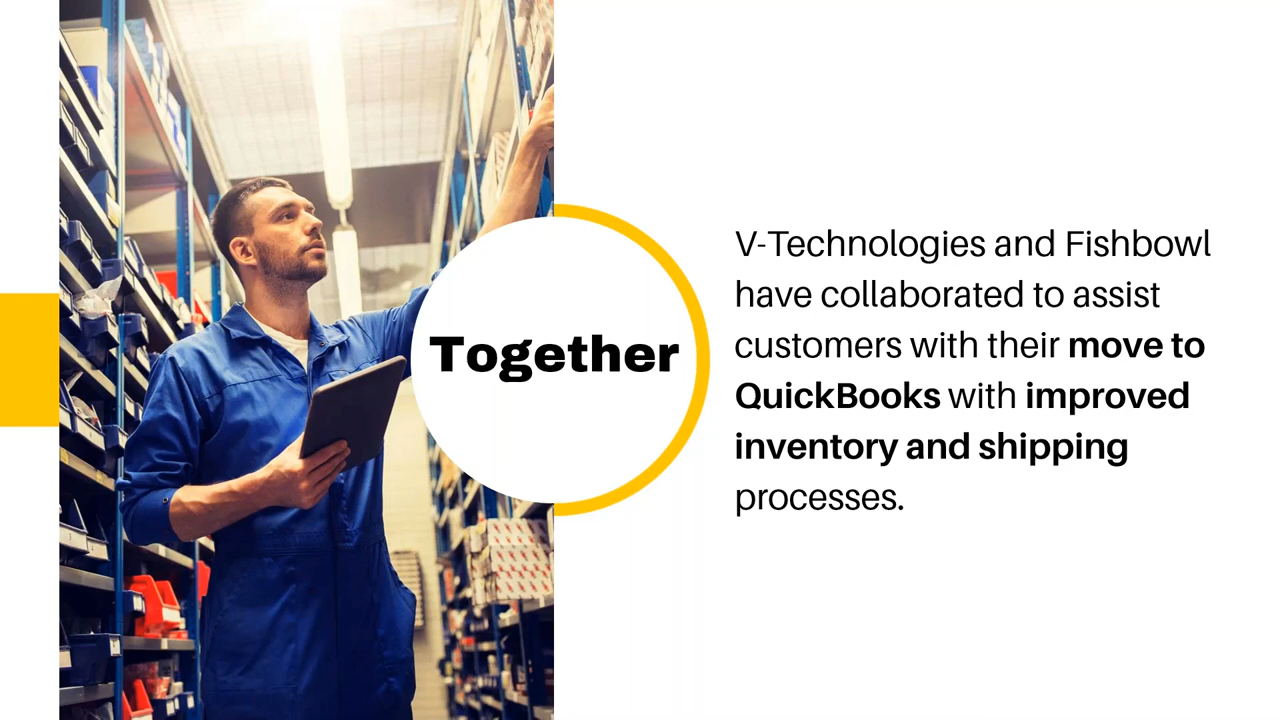 Together
V-Technologies and Fishbowl
have collaborated to assist
customers with their move to
QuickBooks with improved
inventory and shipping
processes.